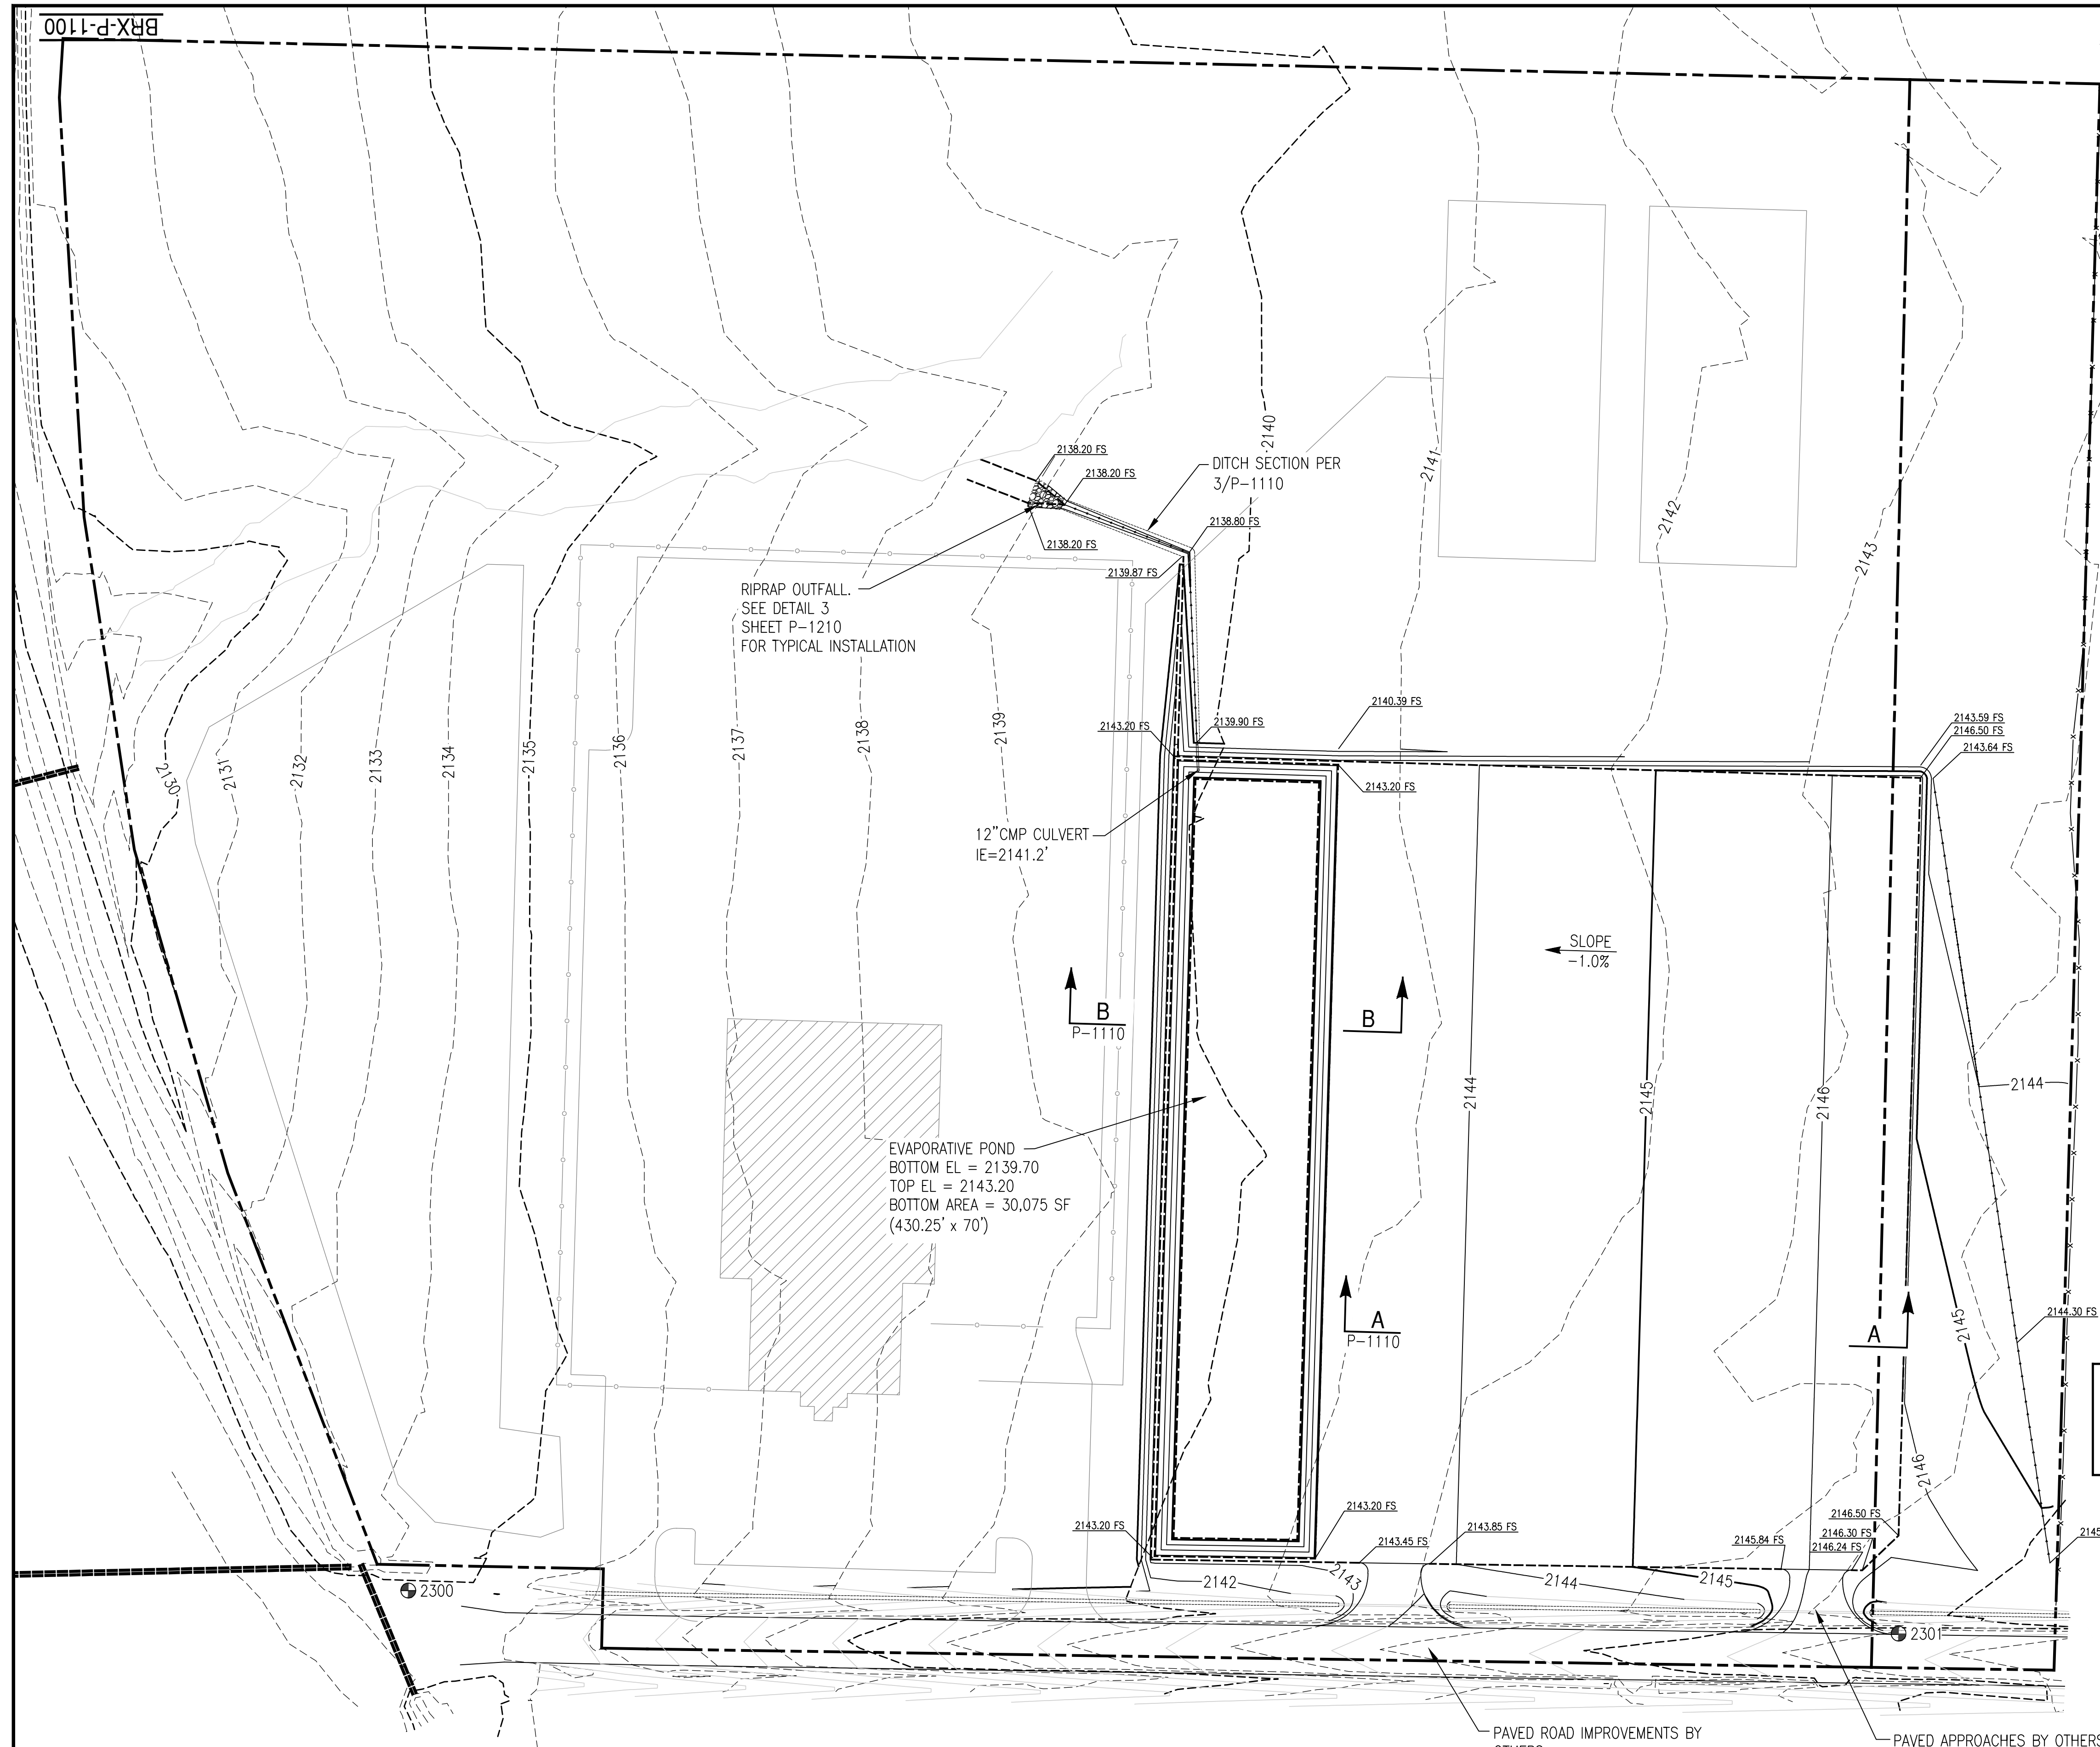 BRX-P-1100
2140
2138.20 FS
2138.20 FS
DITCH SECTION PER
3/P-1110
2141
2138.80 FS
2142
2138.20 FS
2139.87 FS
2143
RIPRAP OUTFALL.
SEE DETAIL 3
SHEET P-1210
FOR TYPICAL INSTALLATION
2140.39 FS
2143.20 FS
2139.90 FS
2143.59 FS
2146.50 FS
2143.64 FS
2130
2131
2132
2133
2134
2135
2136
2137
2138
2139
2143.20 FS
12"CMP CULVERT
IE=2141.2'
SLOPE
-1.0%
B
P-1110
B
2144
2145
2146
2144
EVAPORATIVE POND
BOTTOM EL = 2139.70
TOP EL = 2143.20
BOTTOM AREA = 30,075 SF
(430.25' x 70')
A
P-1110
A
2145
2144.30 FS
2146
2143.20 FS
2143.20 FS
2143.45 FS
2143.85 FS
2146.50 FS
2146.30 FS
2145.84 FS
2146.24 FS
2145
2300
2142
2143
2144
2145
2301
PAVED ROAD IMPROVEMENTS BY
PAVED APPROACHES BY OTHERS